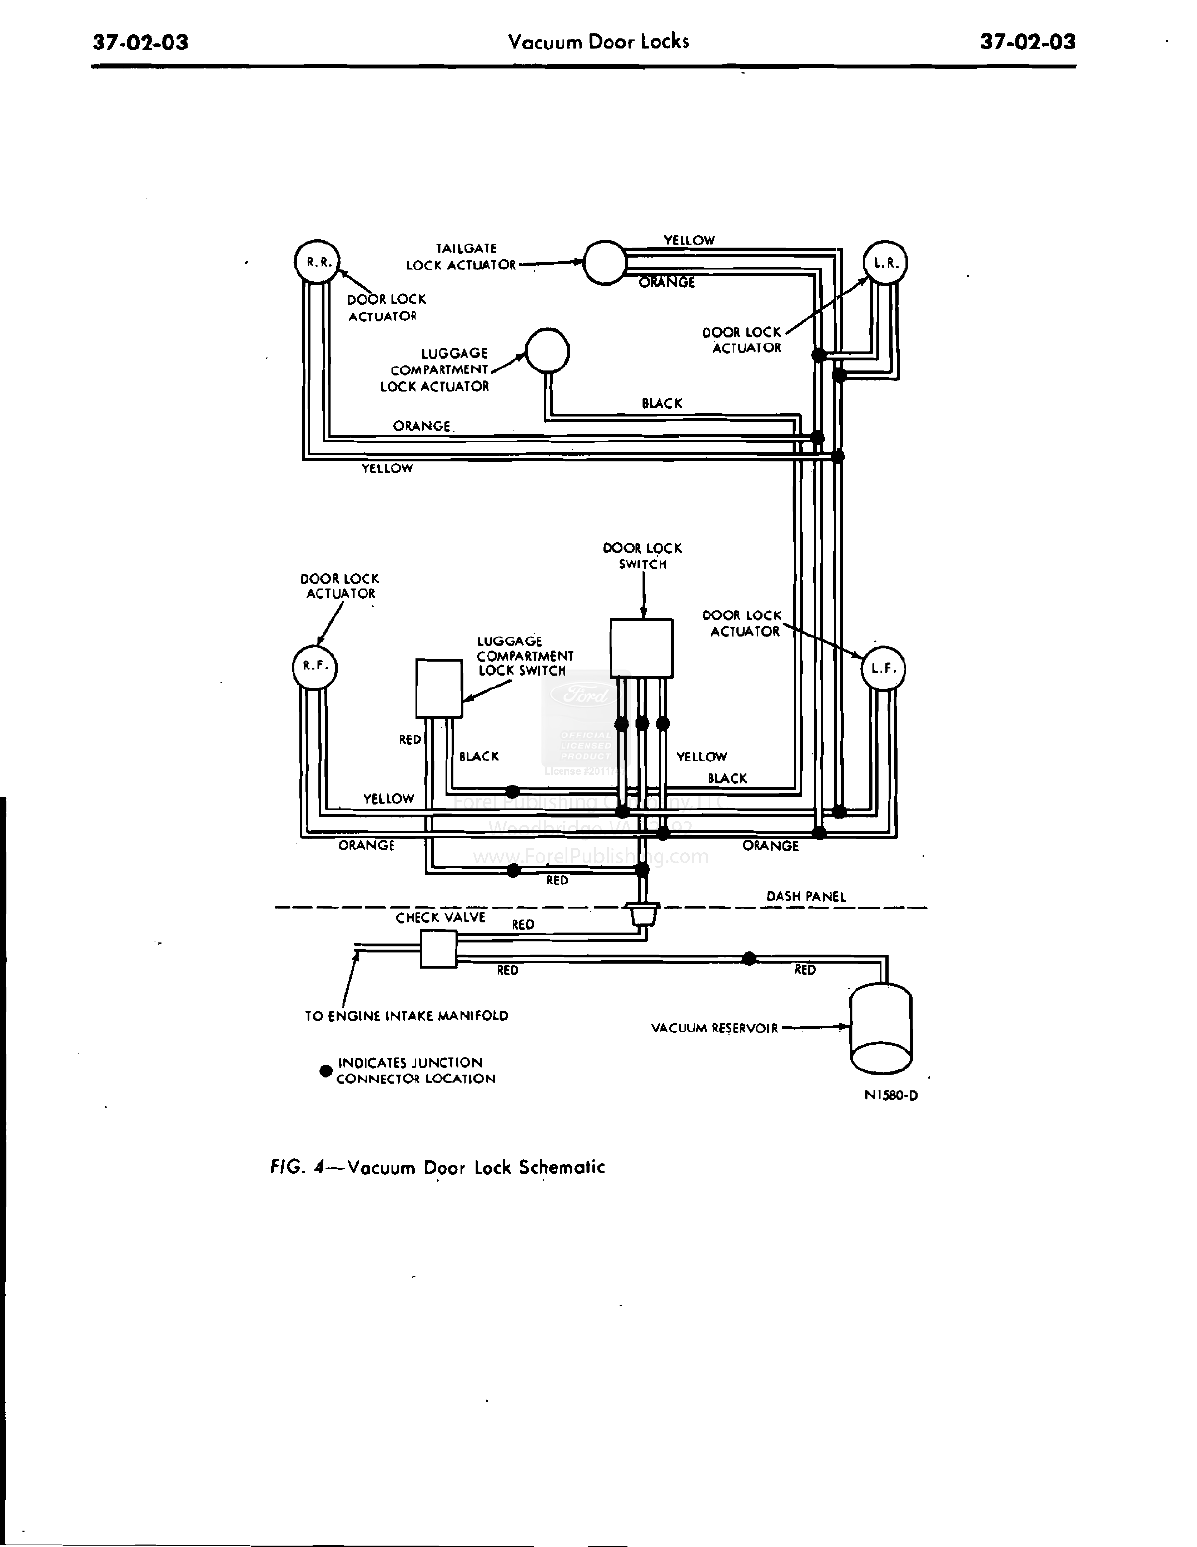 37-02-03 Vacuum Door Locks 37-02-03
YELLOW
TAILGATE
LOCK ACTUATOR
R.R.
L.R.
ORANGE
DOOR LOCK
ACTUATOR
DOOR LOCK
ACTUATOR
LUGGAGE
COMPARTMENT
LOCK ACTUATOR
BLACK
ORANGE
YELLOW
DOOR LOCK
SWITCH
DOOR LOCK
ACTUATOR
DOOR LOCK
ACTUATOR
LUGGAGE
COMPARTMENT
LOCK SWITCH
R.F.
L.F.
Ford
OFFICIAL
LICENSED
PRODUCT
RED
BLACK
YELLOW
BLACK
YELLOW
Forel Publishing Company LLC
ORANGE
ORANGE
www.ForelPublishing.com
RED
DASH PANEL
CHECK VALVE
RED
RED
RED
TO ENGINE INTAKE MANIFOLD
VACUUM RESERVOIR
INDICATES JUNCTION
CONNECTOR LOCATION
N1580-D
FIG. 4—Vacuum Door Lock Schematic